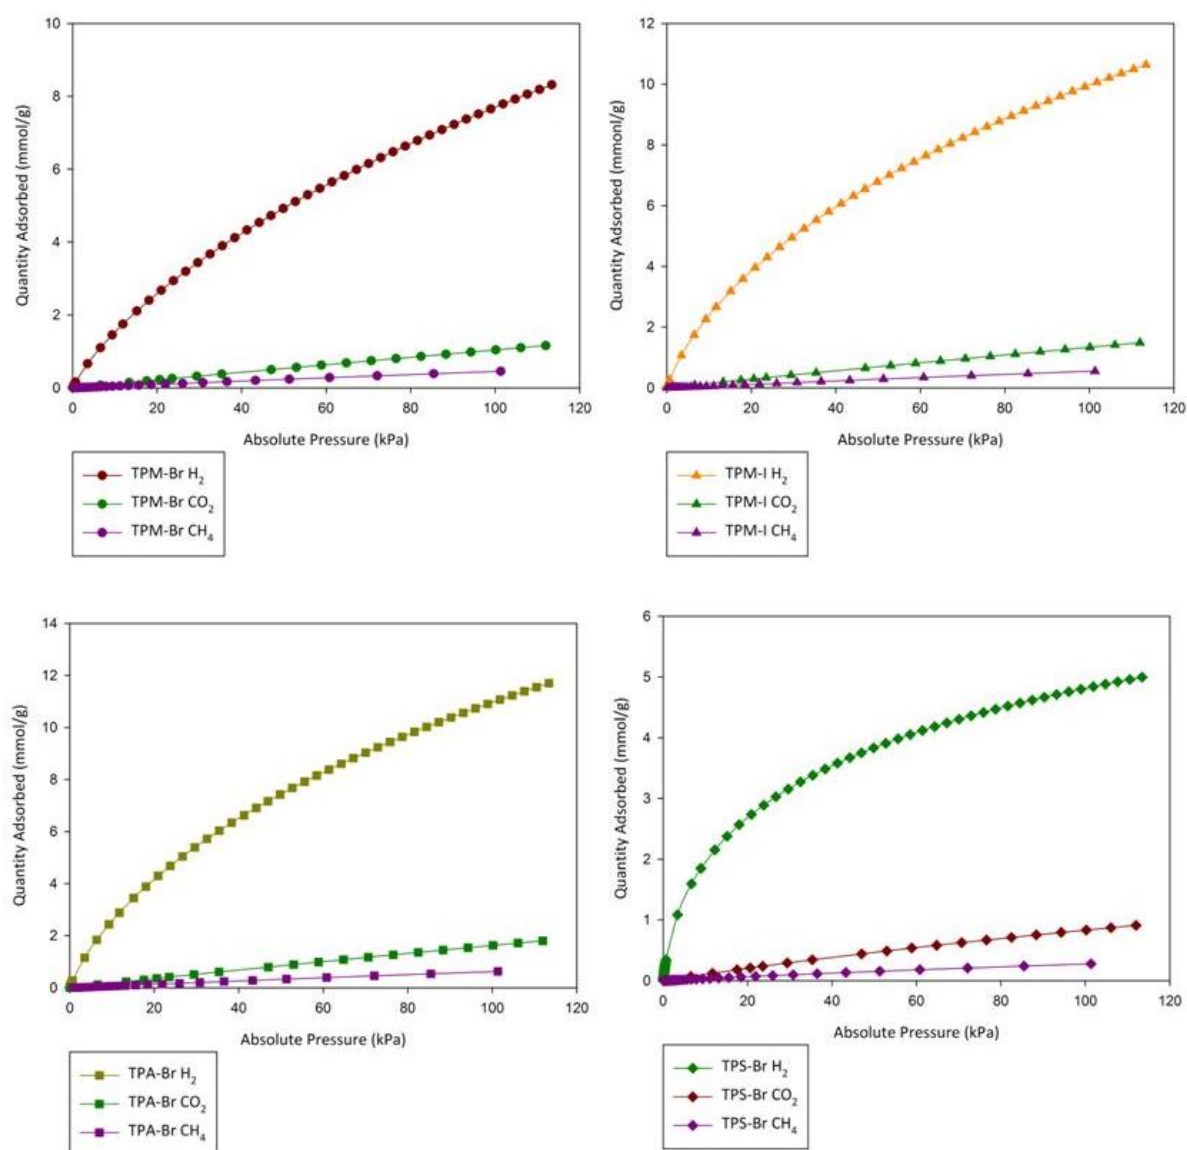 10
8
6
4
2
0
Quantity Adsorbed (mmol/g)
0 20 40 60 80 100 120
Absolute Pressure (kPa)
TPM-Br H₂
TPM-Br CO₂
TPM-Br CH₄
12
10
8
6
4
2
0
Quantity Adsorbed (mmonl/g)
0 20 40 60 80 100 120
Absolute Pressure (kPa)
TPM-I H₂
TPM-I CO₂
TPM-I CH₄
14
12
10
8
6
4
2
0
Quantity Adsorbed (mmol/g)
0 20 40 60 80 100 120
Absolute Pressure (kPa)
TPA-Br H₂
TPA-Br CO₂
TPA-Br CH₄
6
5
4
3
2
1
0
Quantity Adsorbed (mmol/g)
0 20 40 60 80 100 120
Absolute Pressure (kPa)
TPS-Br H₂
TPS-Br CO₂
TPS-Br CH₄